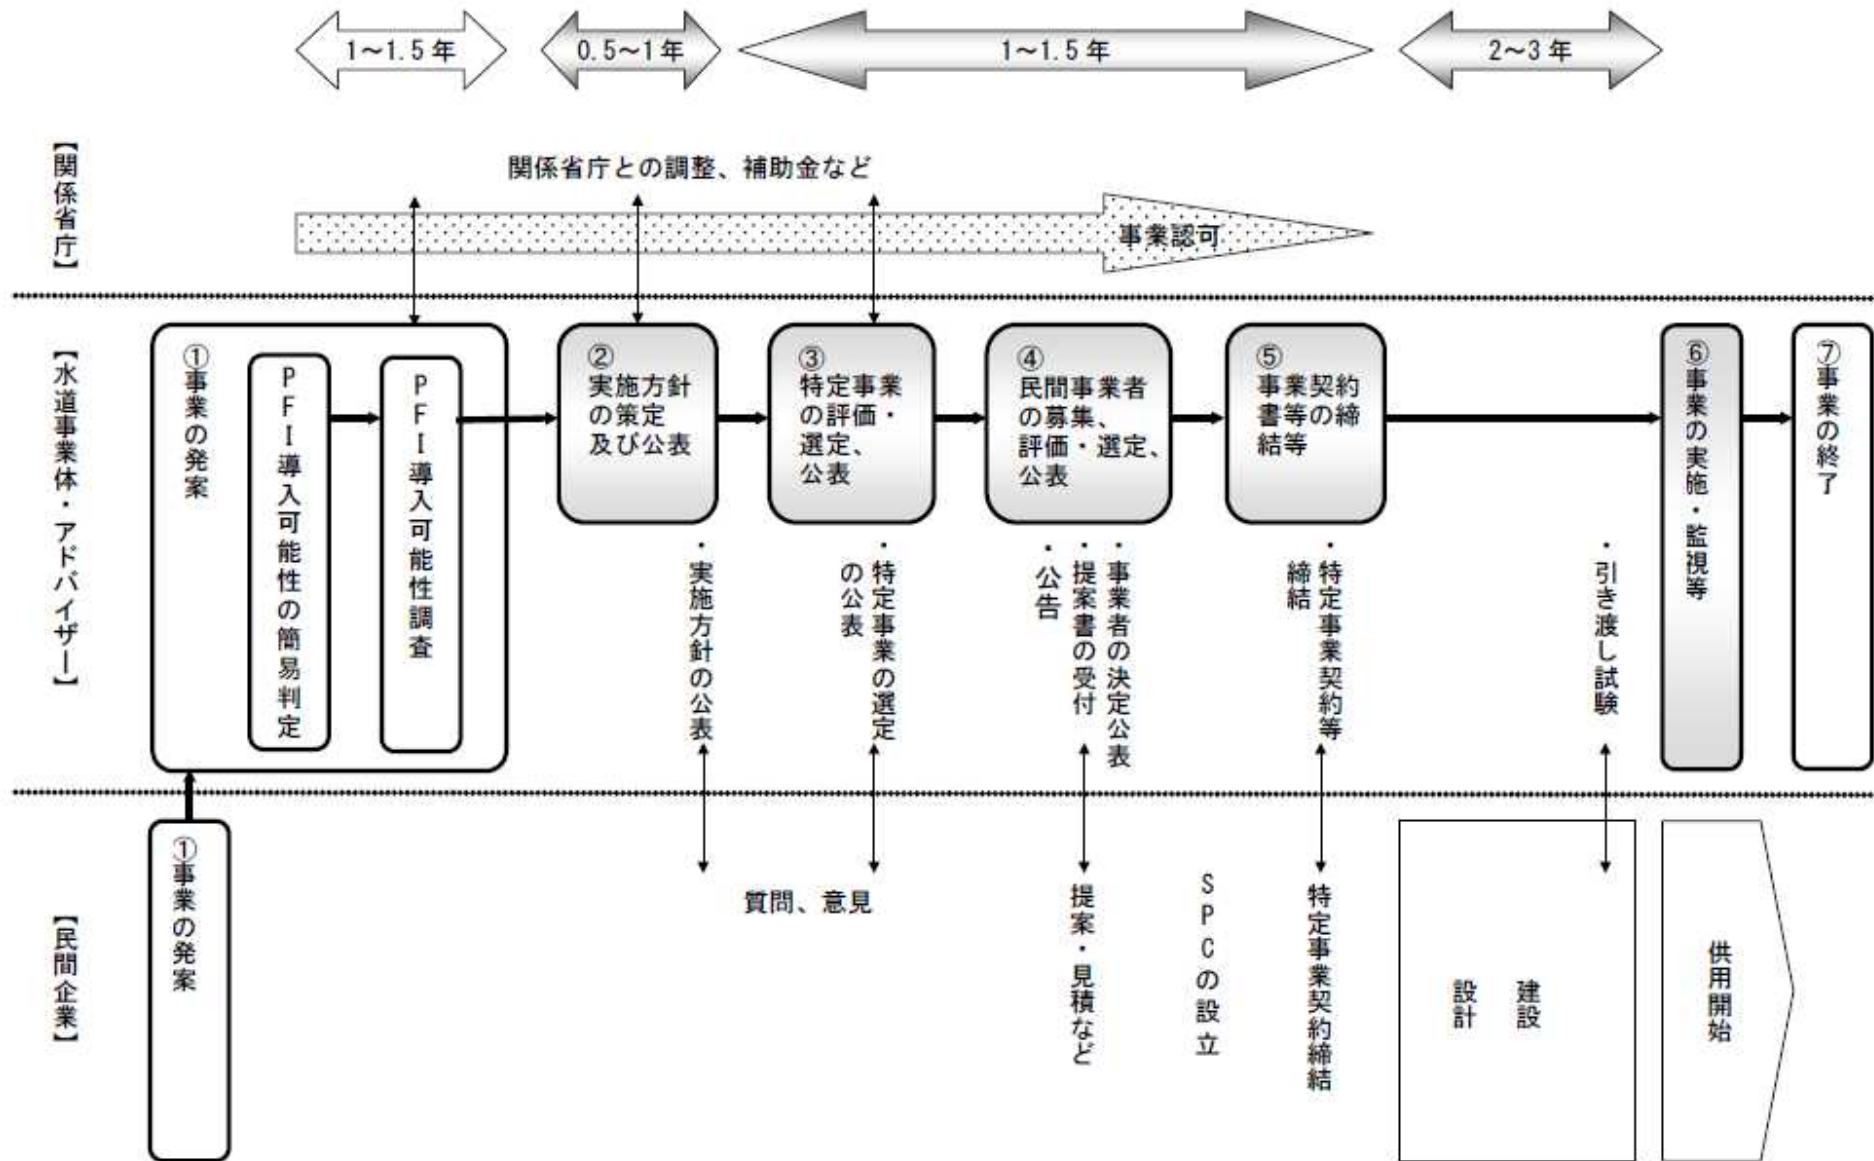 1～1.5年
0.5～1年
1～1.5年
2～3年
【関係省庁】
関係省庁との調整、補助金など
事業認可
【水道事業体・アドバイザー】
①事業の発案
PFI導入可能性の簡易判定
PFI導入可能性調査
②
実施方針
の策定
及び公表
③
特定事業
の評価・
選定、
公表
④
民間事業者
の募集、
評価・選定、
公表
⑤
事業契約
書等の締
結等
⑥事業の実施・監視等
⑦事業の終了
・実施方針の公表
・特定事業の選定
の公表
・事業者の決定公表
・提案書の受付
・公告
・特定事業契約等
締結
・引き渡し試験
【民間企業】
①事業の発案
質問、意見
提案・見積など
SPCの設立
特定事業契約締結
設計
建設
供用開始